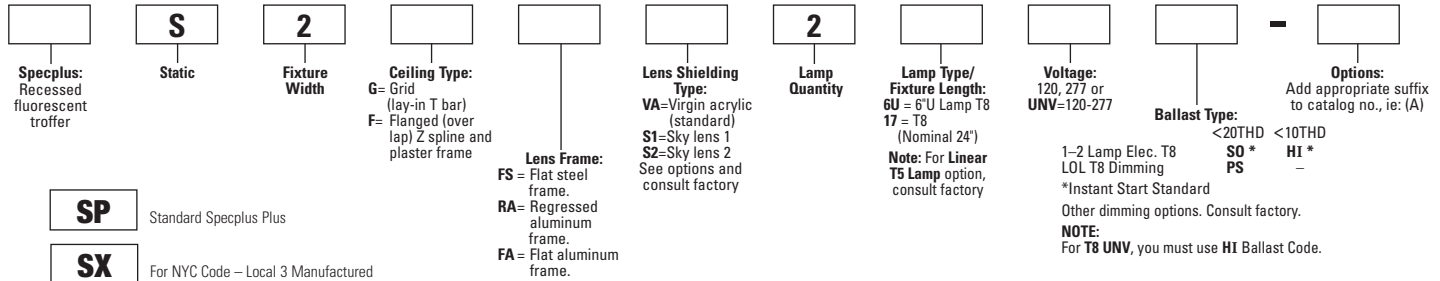 S
2
2
–
Specplus:
Recessed
fluorescent
troffer
Static
Fixture
Width
Ceiling Type:
G= Grid
(lay-in T bar)
F= Flanged (over
lap) Z spline and
plaster frame
Lens Frame:
FS = Flat steel
frame.
RA= Regressed
aluminum
frame.
FA = Flat aluminum
frame.
Lens Shielding
Type:
VA=Virgin acrylic
(standard)
S1=Sky lens 1
S2=Sky lens 2
See options and
consult factory
Lamp
Quantity
Lamp Type/
Fixture Length:
6U = 6"U Lamp T8
17 = T8
(Nominal 24")
Note: For Linear
T5 Lamp option,
consult factory
Voltage:
120, 277 or
UNV=120-277
Ballast Type:
<20THD <10THD
1–2 Lamp Elec. T8 SO * HI *
LOL T8 Dimming PS –
*Instant Start Standard
Other dimming options. Consult factory.
NOTE:
For T8 UNV, you must use HI Ballast Code.
Options:
Add appropriate suffix
to catalog no., ie: (A)
SP Standard Specplus Plus
SX For NYC Code – Local 3 Manufactured